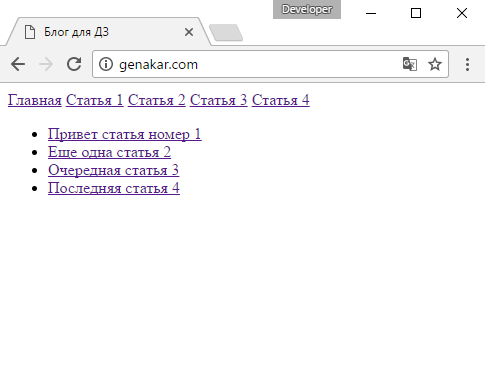 Developer
Блог для ДЗ
genakar.com
Главная Статья 1 Статья 2 Статья 3 Статья 4
Привет статья номер 1
Еще одна статья 2
Очередная статья 3
Последняя статья 4